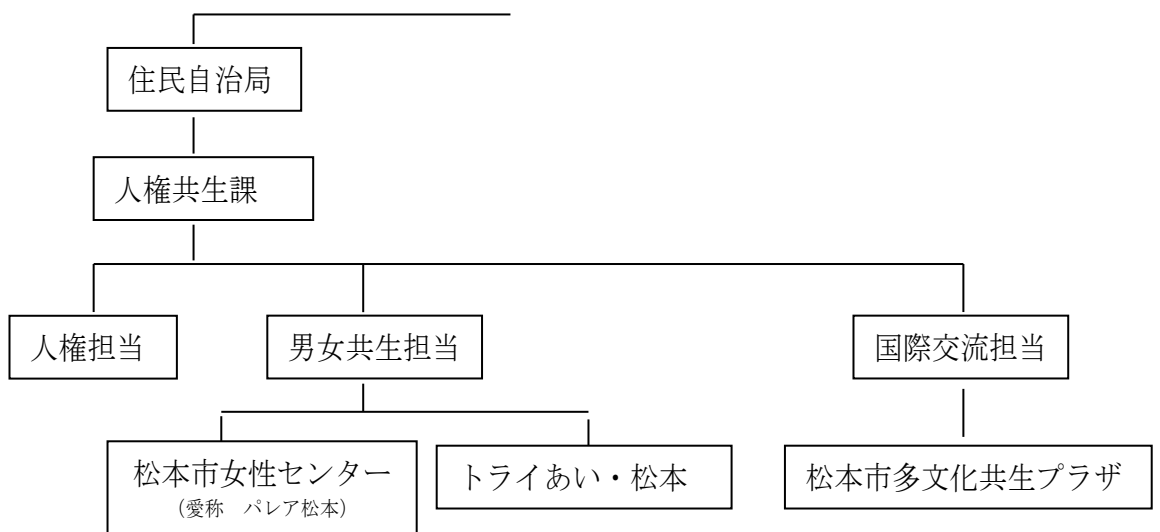 住民自治局
人権共生課
人権担当
男女共生担当
国際交流担当
松本市女性センター
(愛称　パレア松本)
トライあい・松本
松本市多文化共生プラザ